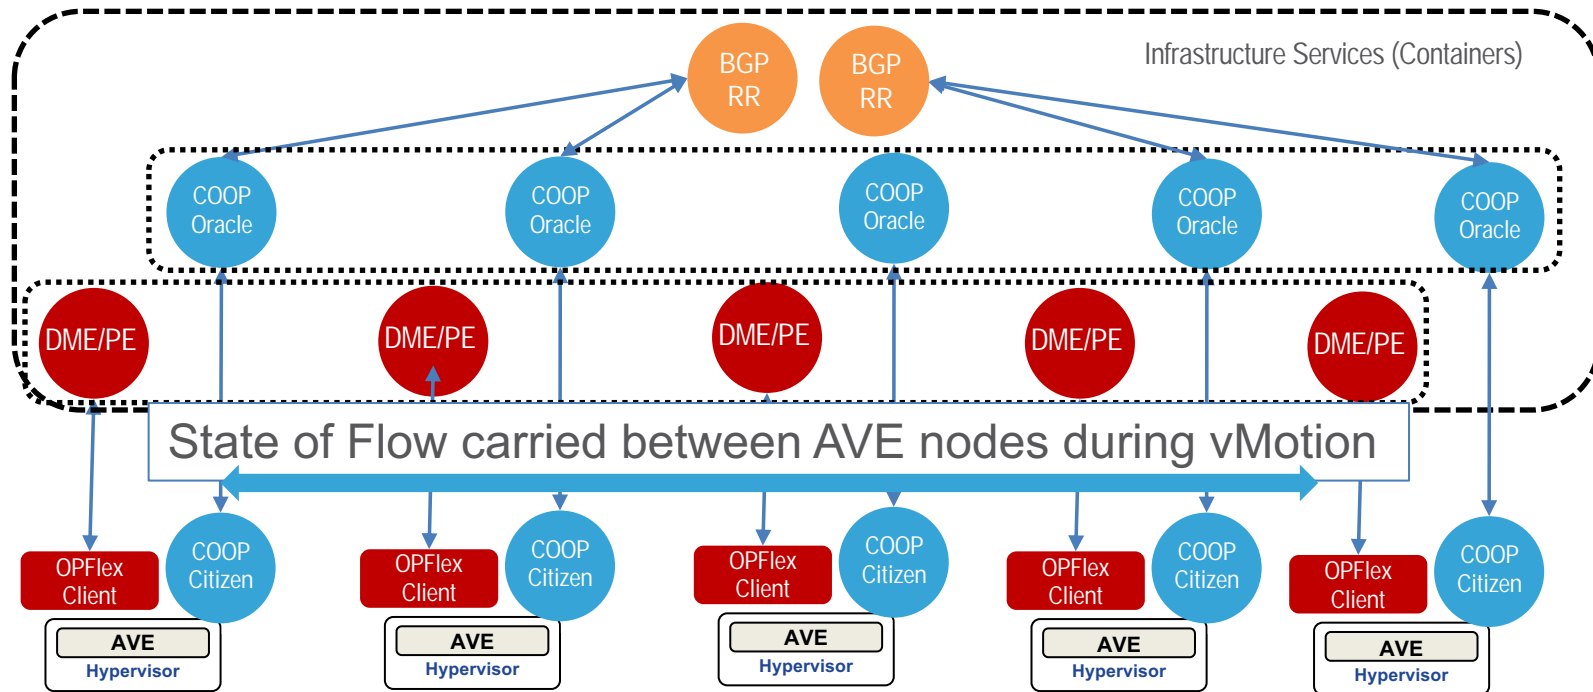 Infrastructure Services (Containers)
BGP
RR
BGP
RR
COOP
Oracle
COOP
Oracle
COOP
Oracle
COOP
Oracle
COOP
Oracle
DME/PE
DME/PE
DME/PE
DME/PE
DME/PE
State of Flow carried between AVE nodes during vMotion
OPFlex
Client
COOP
Citizen
OPFlex
Client
COOP
Citizen
OPFlex
Client
COOP
Citizen
OPFlex
Client
COOP
Citizen
OPFlex
Client
COOP
Citizen
AVE
Hypervisor
AVE
Hypervisor
AVE
Hypervisor
AVE
Hypervisor
AVE
Hypervisor